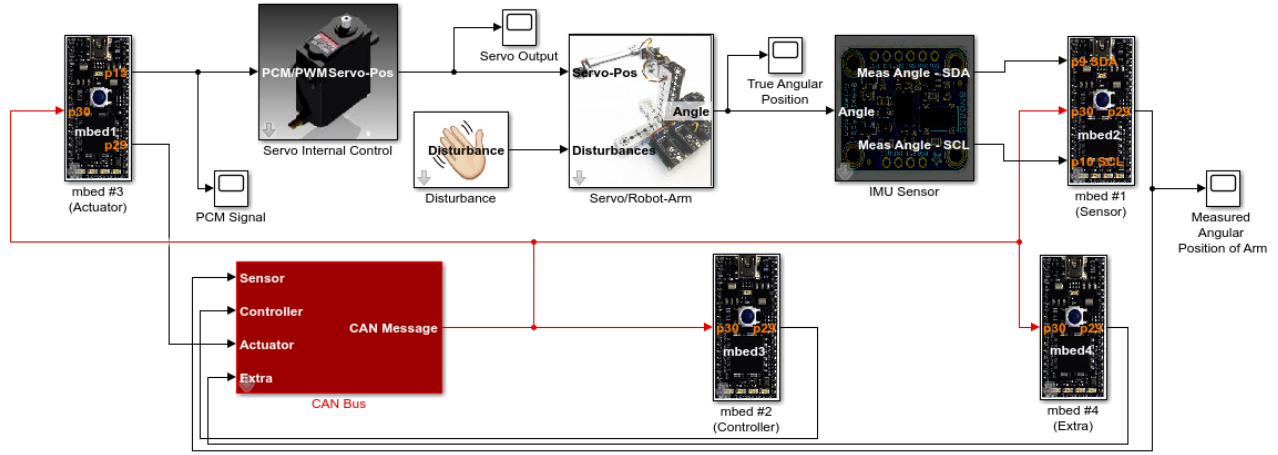 p15
p30
mbed1
p29
mbed #3
(Actuator)
PCM/PWM
Servo-Pos
Servo Internal Control
PCM Signal
Servo Output
Disturbance
Disturbance
Servo-Pos
Angle
Disturbances
Servo/Robot-Arm
True Angular
Position
Meas Angle - SDA
Angle
Meas Angle - SCL
IMU Sensor
p9 SDA
p30
p29
mbed2
p10 SCL
mbed #1
(Sensor)
Measured
Angular
Position of Arm
Sensor
Controller
CAN Message
Actuator
Extra
CAN Bus
p30
p29
mbed3
mbed #2
(Controller)
p30
p29
mbed4
mbed #4
(Extra)